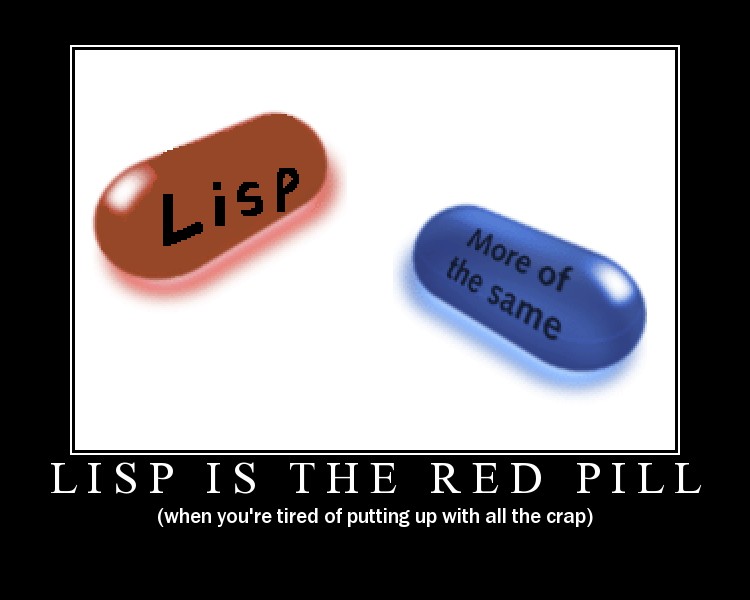 Lisp
More of
the same
LISP IS THE RED PILL
(when you're tired of putting up with all the crap)